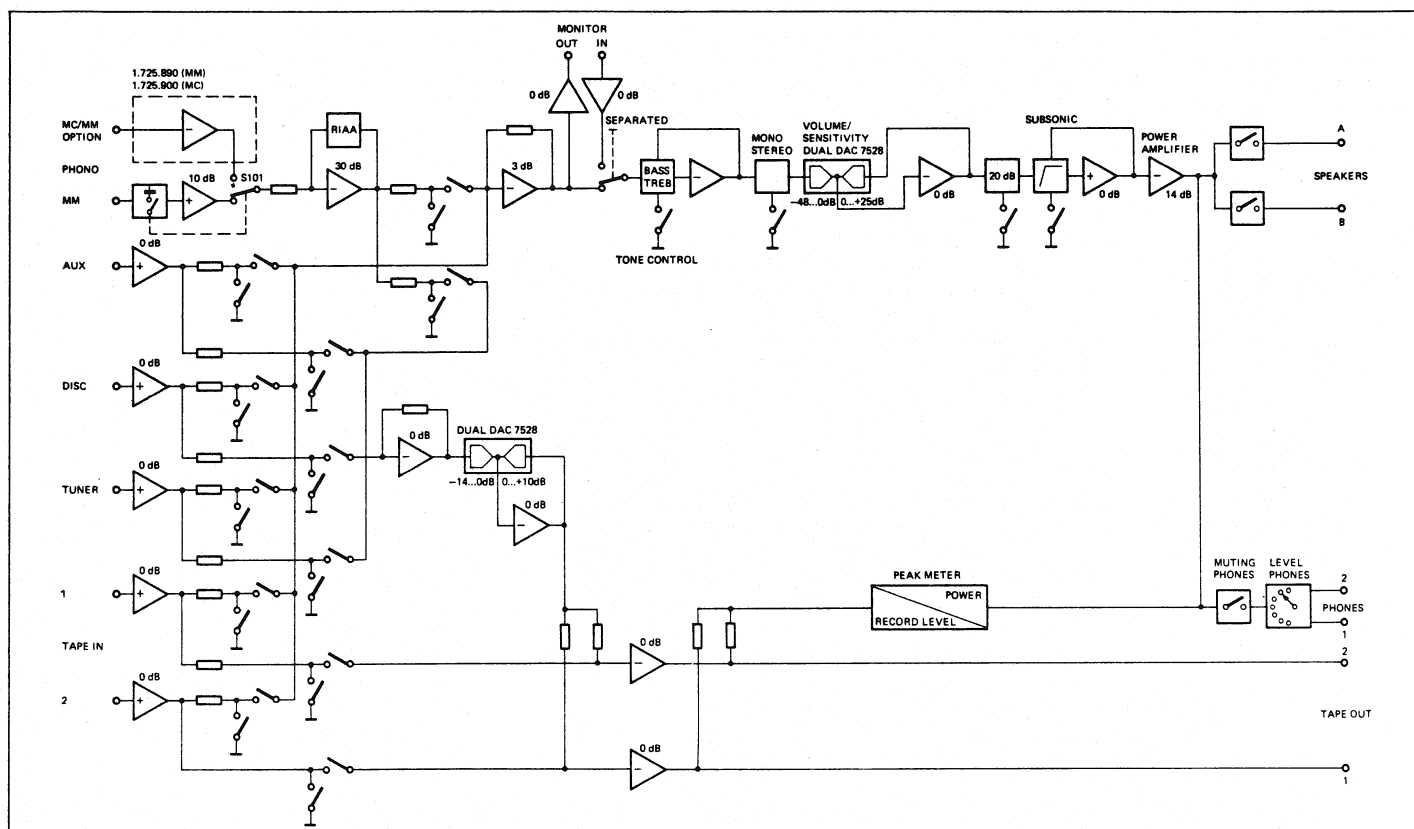 MONITOR
OUT IN
1.725.890 (MM)
1.725.900 (MC)
0 dB
0 dB
SEPARATED
MC/MM
OPTION
RIAA
PHONO
10 dB
S101
30 dB
3 dB
MM
BASS
TREB
MONO
STEREO
VOLUME/
SENSITIVITY
DUAL DAC 7528
−48...0dB 0...+25dB
0 dB
20 dB
SUBSONIC
0 dB
POWER
AMPLIFIER
14 dB
A
SPEAKERS
B
TONE CONTROL
0 dB
AUX
0 dB
DISC
0 dB
DUAL DAC 7528
−14...0dB 0...+10dB
0 dB
0 dB
TUNER
0 dB
1
TAPE IN
0 dB
2
PEAK METER
POWER
RECORD LEVEL
MUTING
PHONES
LEVEL
PHONES
2
PHONES
1
0 dB
2
TAPE OUT
0 dB
1